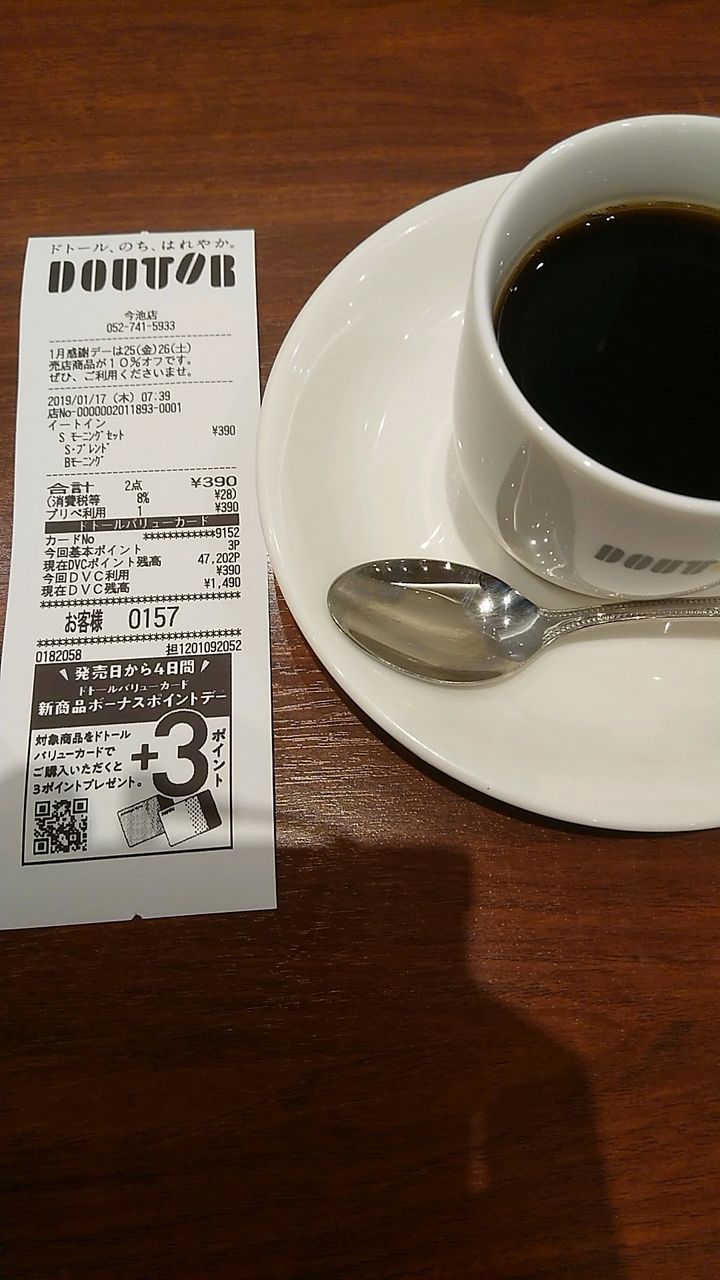 ドトール、のち、はれやか。
DOUTOR
今池店
052-741-5933
1月感謝デーは25(金)26(土)
売店商品が10%オフです。
ぜひ、ご利用くださいませ。
2019/01/17 (木) 07:39
店No-0000002011893-0001
イートイン
S モーニングセット ¥390
S・ブレンド
Bモーニング
合計 2点 ¥390
(消費税等 8% ¥28)
プリペ利用 1 ¥390
ドトールバリューカード
カードNo ************9152
今回基本ポイント 3P
現在DVCポイント残高 47,202P
今回DVC利用 ¥390
現在DVC残高 ¥1,490
お客様 0157
0182058 担1201092052
発売日から4日間
ドトールバリューカード
新商品ボーナスポイントデー
対象商品をドトール
バリューカードで
ご購入いただくと
3ポイントプレゼント。
+3ポイント
DOUT